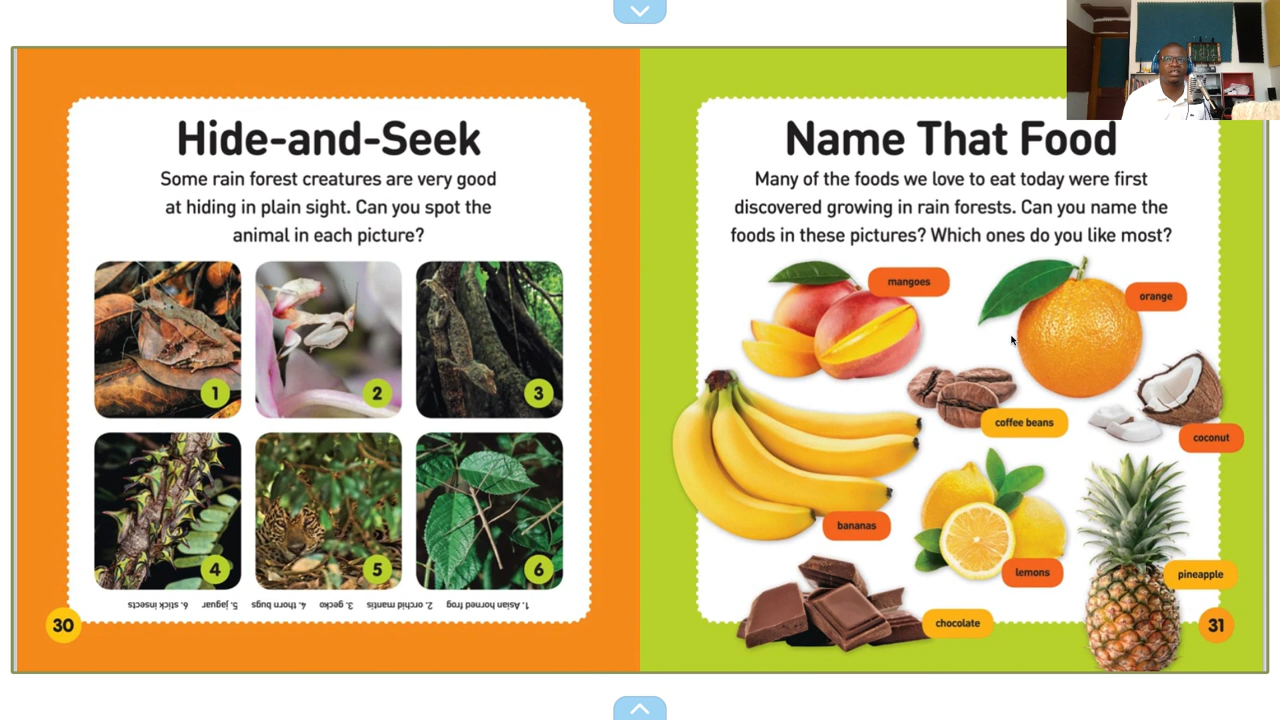 Hide-and-Seek
Some rain forest creatures are very good
at hiding in plain sight. Can you spot the
animal in each picture?
1
2
3
4
5
6
1. Asian horned frog 2. orchid mantis 3. gecko 4. thorn bugs 5. jaguar 6. stick insects
30
Name That Food
Many of the foods we love to eat today were first
discovered growing in rain forests. Can you name the
foods in these pictures? Which ones do you like most?
mangoes
orange
coffee beans
coconut
bananas
lemons
pineapple
chocolate
31